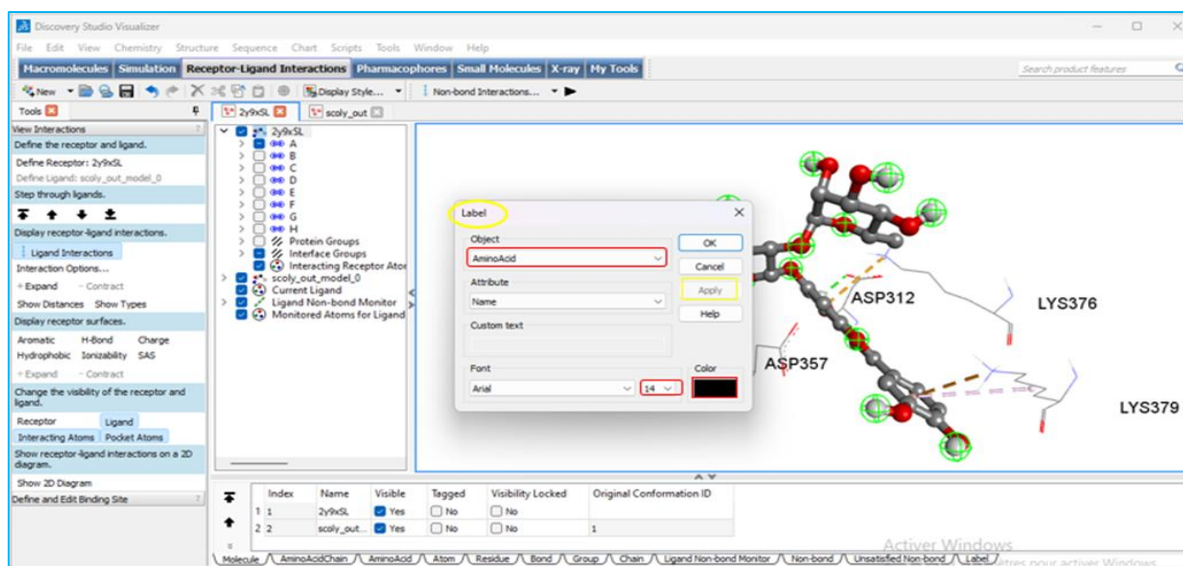 Discovery Studio Visualizer
File Edit View Chemistry Structure Sequence Chart Scripts Tools Window Help
Macromolecules Simulation Receptor-Ligand Interactions Pharmacophores Small Molecules X-ray My Tools
Search product features
New Display Style... Non-bond Interactions...
Tools
2y9xSL scoly_out
View Interactions
Define the receptor and ligand.
Define Receptor: 2y9xSL
Define Ligand: scoly_out_model_0
Step through ligands.
Display receptor-ligand interactions.
Ligand Interactions
Interaction Options...
+ Expand - Contract
Show Distances Show Types
Display receptor surfaces.
Aromatic H-Bond Charge
Hydrophobic Ionizability SAS
+ Expand - Contract
Change the visibility of the receptor and
ligand.
Receptor Ligand
Interacting Atoms Pocket Atoms
Show receptor-ligand interactions on a 2D
diagram.
Show 2D Diagram
Define and Edit Binding Site
2y9xSL
A
B
C
D
E
F
G
H
Protein Groups
Interface Groups
Interacting Receptor Ator
scoly_out_model_0
Current Ligand
Ligand Non-bond Monitor
Monitored Atoms for Ligand
Label
Object
AminoAcid
Attribute
Name
Custom text
Font
Arial
14
Color
OK
Cancel
Apply
Help
ASP312
LYS376
ASP357
LYS379
Index Name Visible Tagged Visibility Locked Original Conformation ID
1 1 2y9xSL Yes No No
2 2 scoly_out... Yes No No 1
Molecule AminoAcidChain AminoAcid Atom Residue Bond Group Chain Ligand Non-bond Monitor Non-bond Unsatisfied Non-bond Label
Activer Windows
pour activer Windows